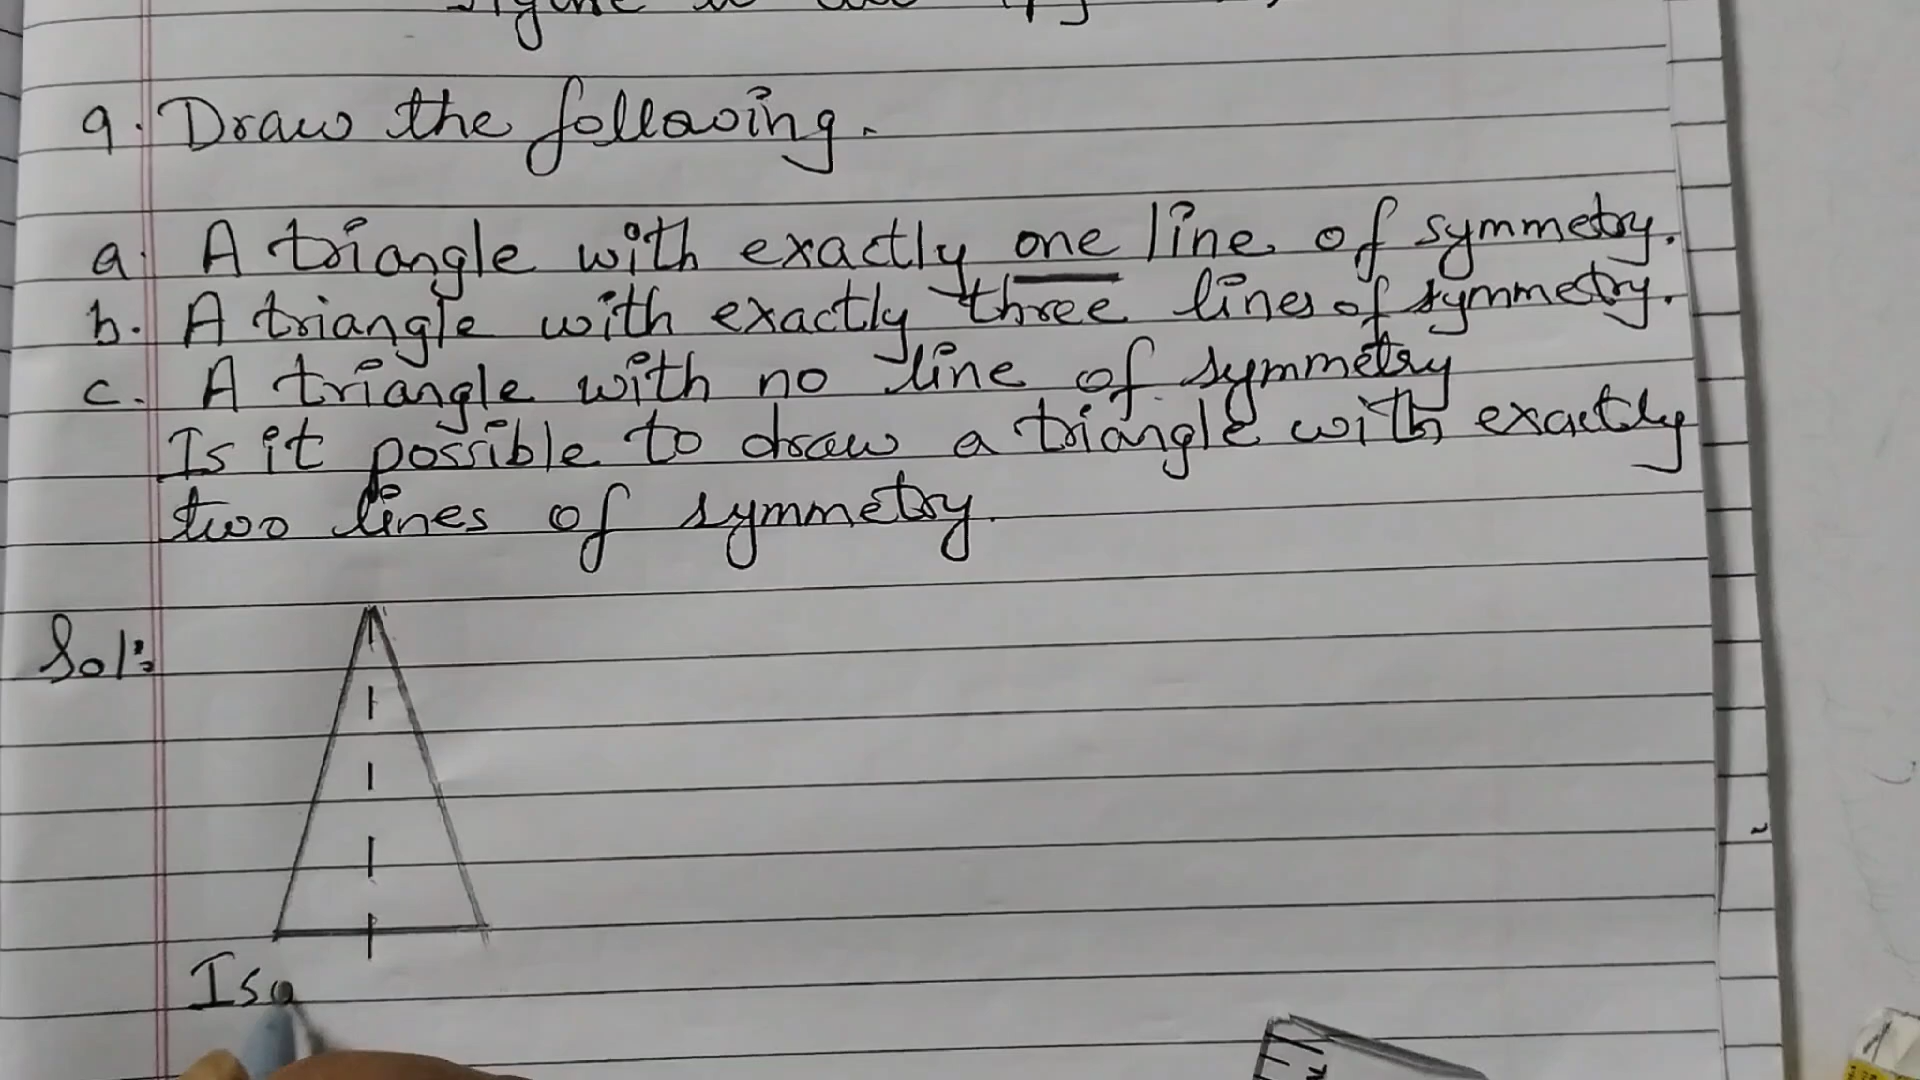 9. Draw the following.
a. A triangle with exactly one line of symmetry.
b. A triangle with exactly three lines of symmetry.
c. A triangle with no line of symmetry
Is it possible to draw a triangle with exactly
two lines of symmetry.
Sol:
Iso